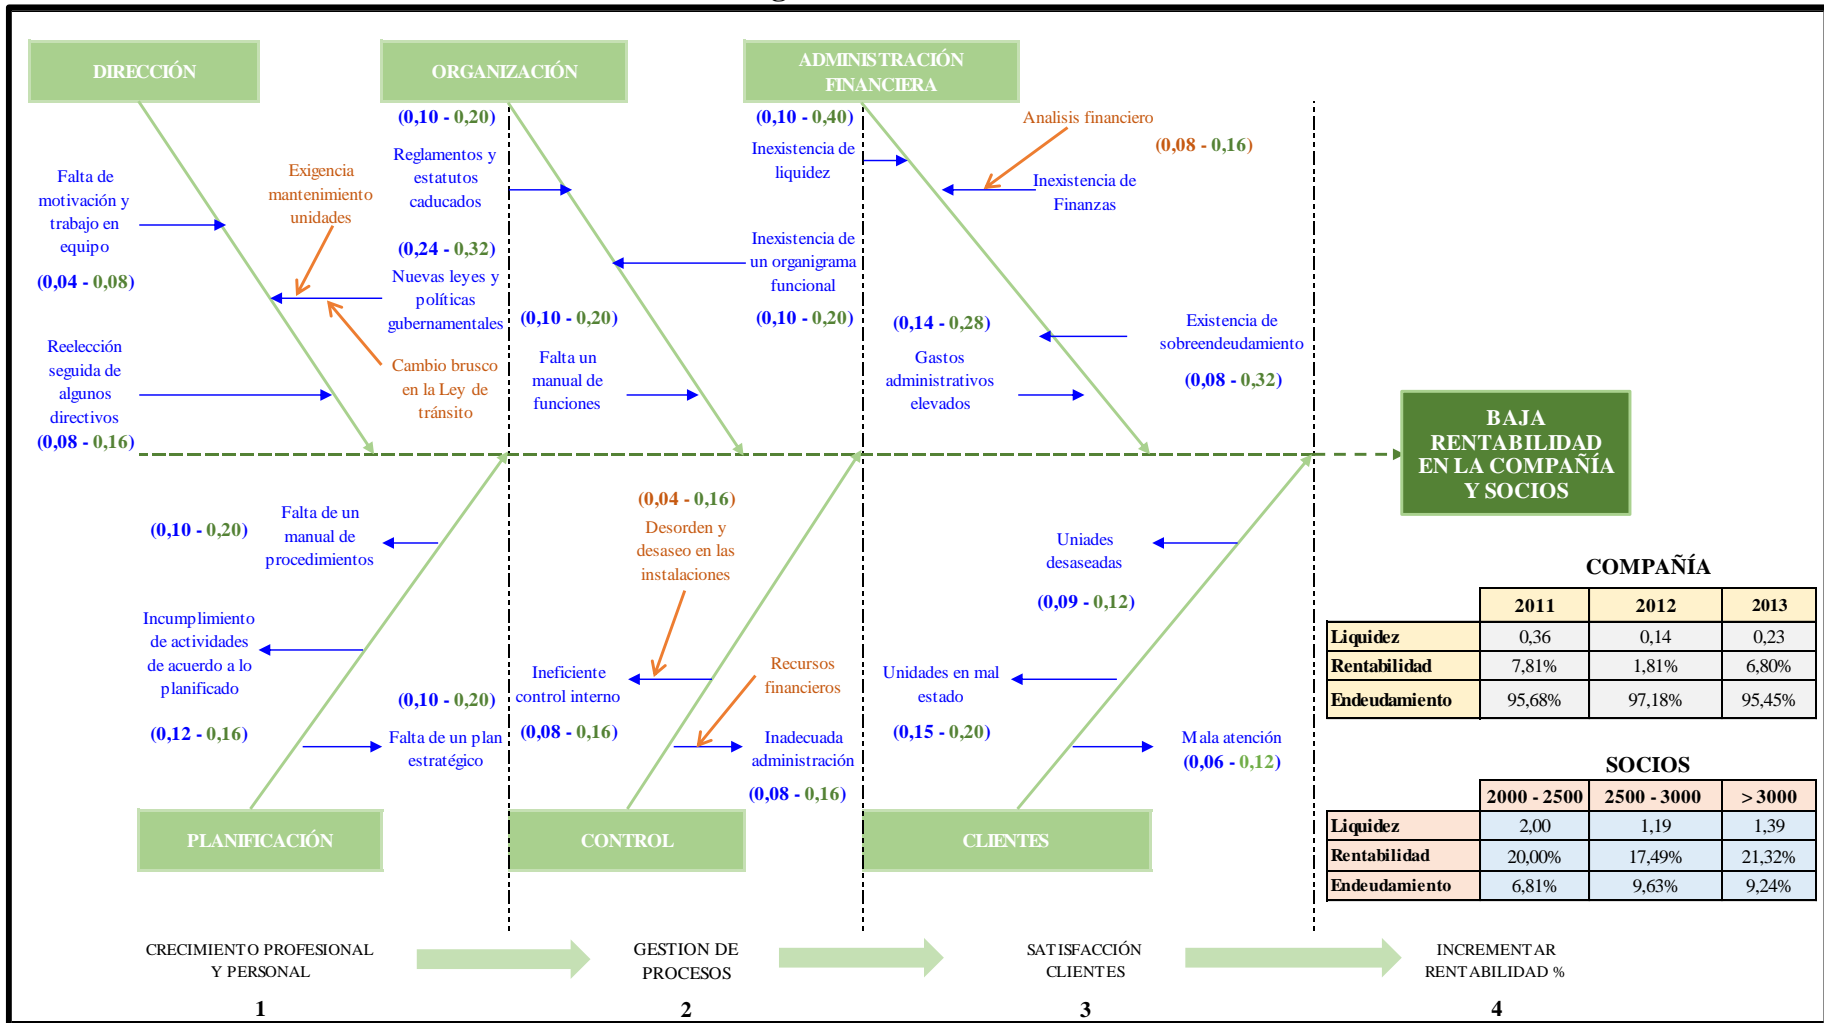 DIRECCIÓN
ORGANIZACIÓN
ADMINISTRACIÓN
FINANCIERA
Falta de
motivación y
trabajo en
equipo
(0,04 - 0,08)
Exigencia
mantenimiento
unidades
Reelección
seguida de
algunos
directivos
(0,08 - 0,16)
(0,10 - 0,20)
Reglamentos y
estatutos
caducados
(0,24 - 0,32)
Nuevas leyes y
políticas
gubernamentales
Cambio brusco
en la Ley de
tránsito
(0,10 - 0,20)
Falta un
manual de
funciones
(0,10 - 0,40)
Inexistencia de
liquidez
Inexistencia de
un organigrama
funcional
(0,10 - 0,20)
Analisis financiero
(0,08 - 0,16)
Inexistencia de
Finanzas
(0,14 - 0,28)
Gastos
administrativos
elevados
Existencia de
sobreendeudamiento
(0,08 - 0,32)
BAJA
RENTABILIDAD
EN LA COMPAÑÍA
Y SOCIOS
(0,10 - 0,20)
Falta de un
manual de
procedimientos
Incumplimiento
de actividades
de acuerdo a lo
planificado
(0,12 - 0,16)
(0,10 - 0,20)
Falta de un plan
estratégico
(0,04 - 0,16)
Desorden y
desaseo en las
instalaciones
Ineficiente
control interno
(0,08 - 0,16)
Recursos
financieros
Inadecuada
administración
(0,08 - 0,16)
Uniades
desaseadas
(0,09 - 0,12)
Unidades en mal
estado
(0,15 - 0,20)
Mala atención
(0,06 - 0,12)
PLANIFICACIÓN
CONTROL
CLIENTES
COMPAÑÍA
2011 2012 2013
Liquidez 0,36 0,14 0,23
Rentabilidad 7,81% 1,81% 6,80%
Endeudamiento 95,68% 97,18% 95,45%
SOCIOS
2000 - 2500 2500 - 3000 > 3000
Liquidez 2,00 1,19 1,39
Rentabilidad 20,00% 17,49% 21,32%
Endeudamiento 6,81% 9,63% 9,24%
CRECIMIENTO PROFESIONAL
Y PERSONAL
1
GESTION DE
PROCESOS
2
SATISFACCIÓN
CLIENTES
3
INCREMENTAR
RENTABILIDAD %
4